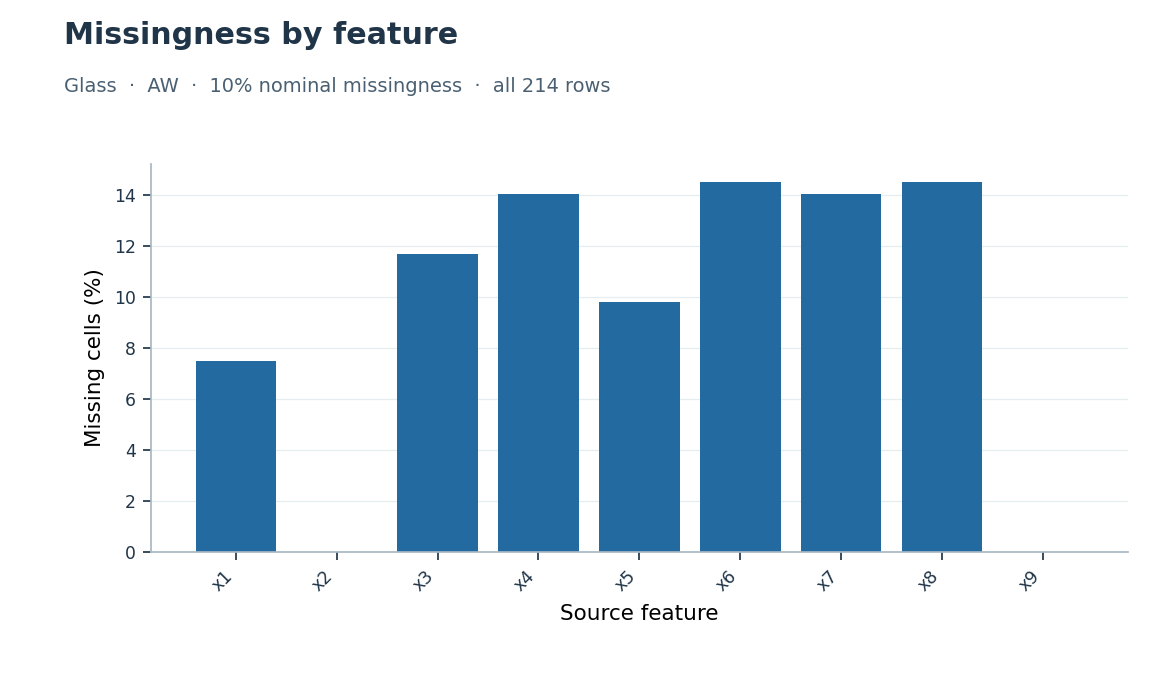 Missingness by feature
Glass · AW · 10% nominal missingness · all 214 rows
14
12
10
8
6
4
2
0
Missing cells (%)
x1 x2 x3 x4 x5 x6 x7 x8 x9
Source feature